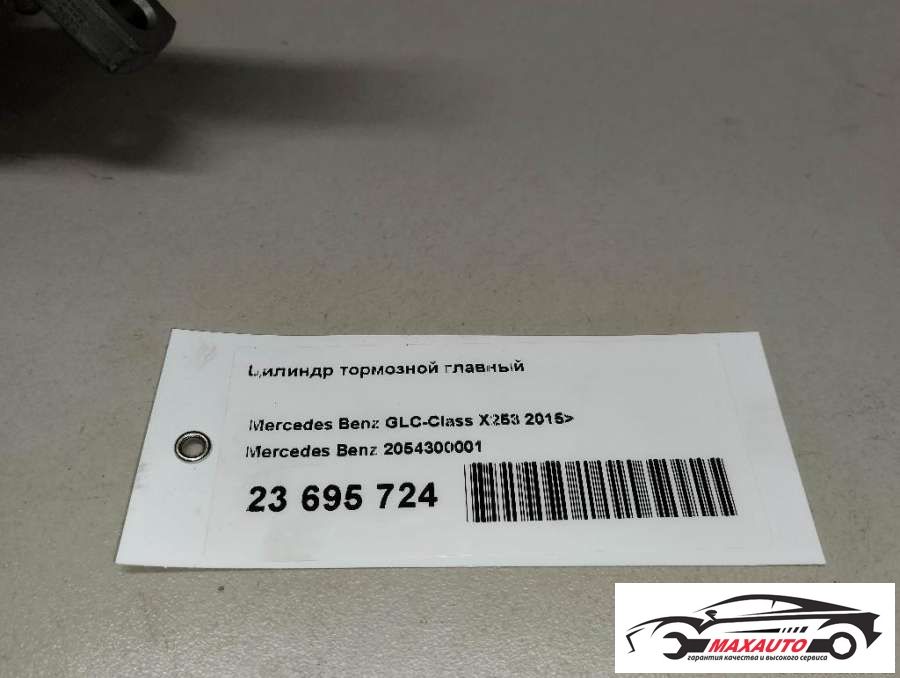 Цилиндр тормозной главный
Mercedes Benz GLC-Class X253 2015>
Mercedes Benz 2054300001
23 695 724
MAXAUTO
гарантия качества и высокого сервиса